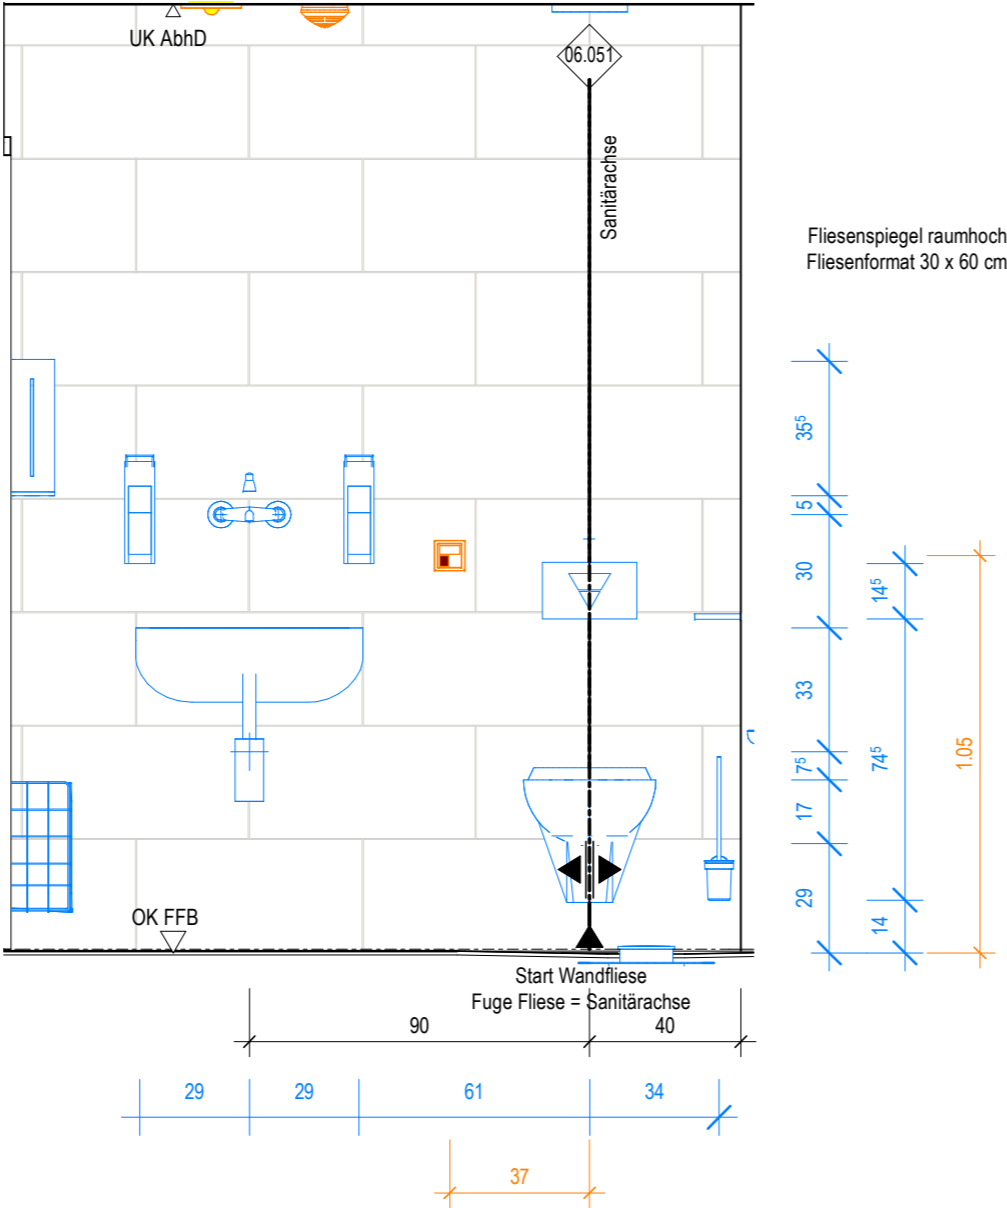 UK AbhD
06.051
Sanitärachse
Fliesenspiegel raumhoch
Fliesenformat 30 x 60 cm
35⁵
5
30
14⁵
33
1.05
7⁵
74⁵
17
29
14
OK FFB
Start Wandfliese
Fuge Fliese = Sanitärachse
90
40
29
29
61
34
37